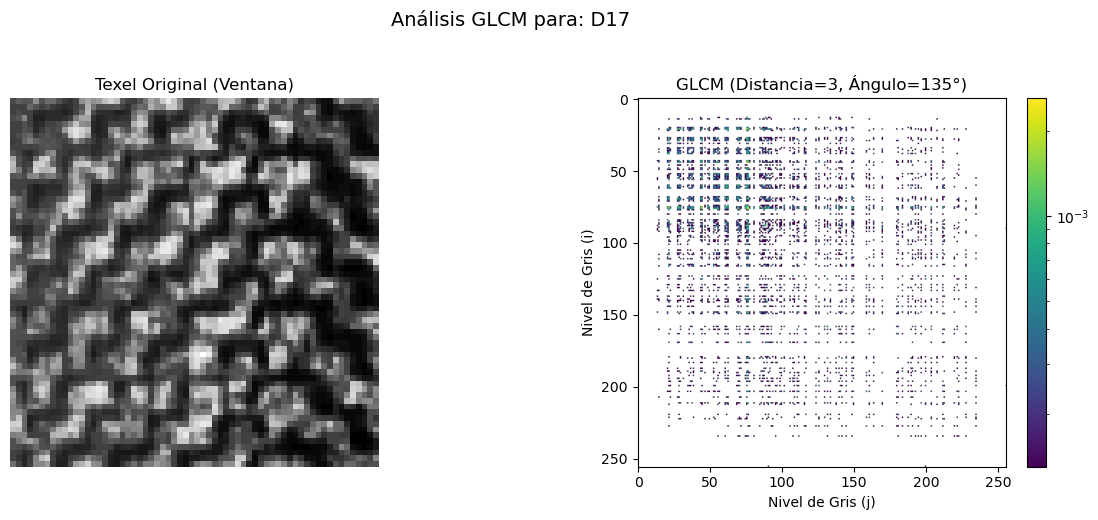 Análisis GLCM para: D17
Texel Original (Ventana)
GLCM (Distancia=3, Ángulo=135°)
0
50
100
150
200
250
Nivel de Gris (i)
0
50
100
150
200
250
Nivel de Gris (j)
10⁻³